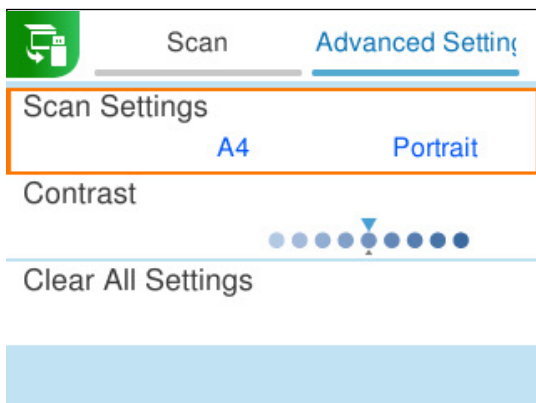 Scan Advanced Setting
Scan Settings
A4 Portrait
Contrast
Clear All Settings